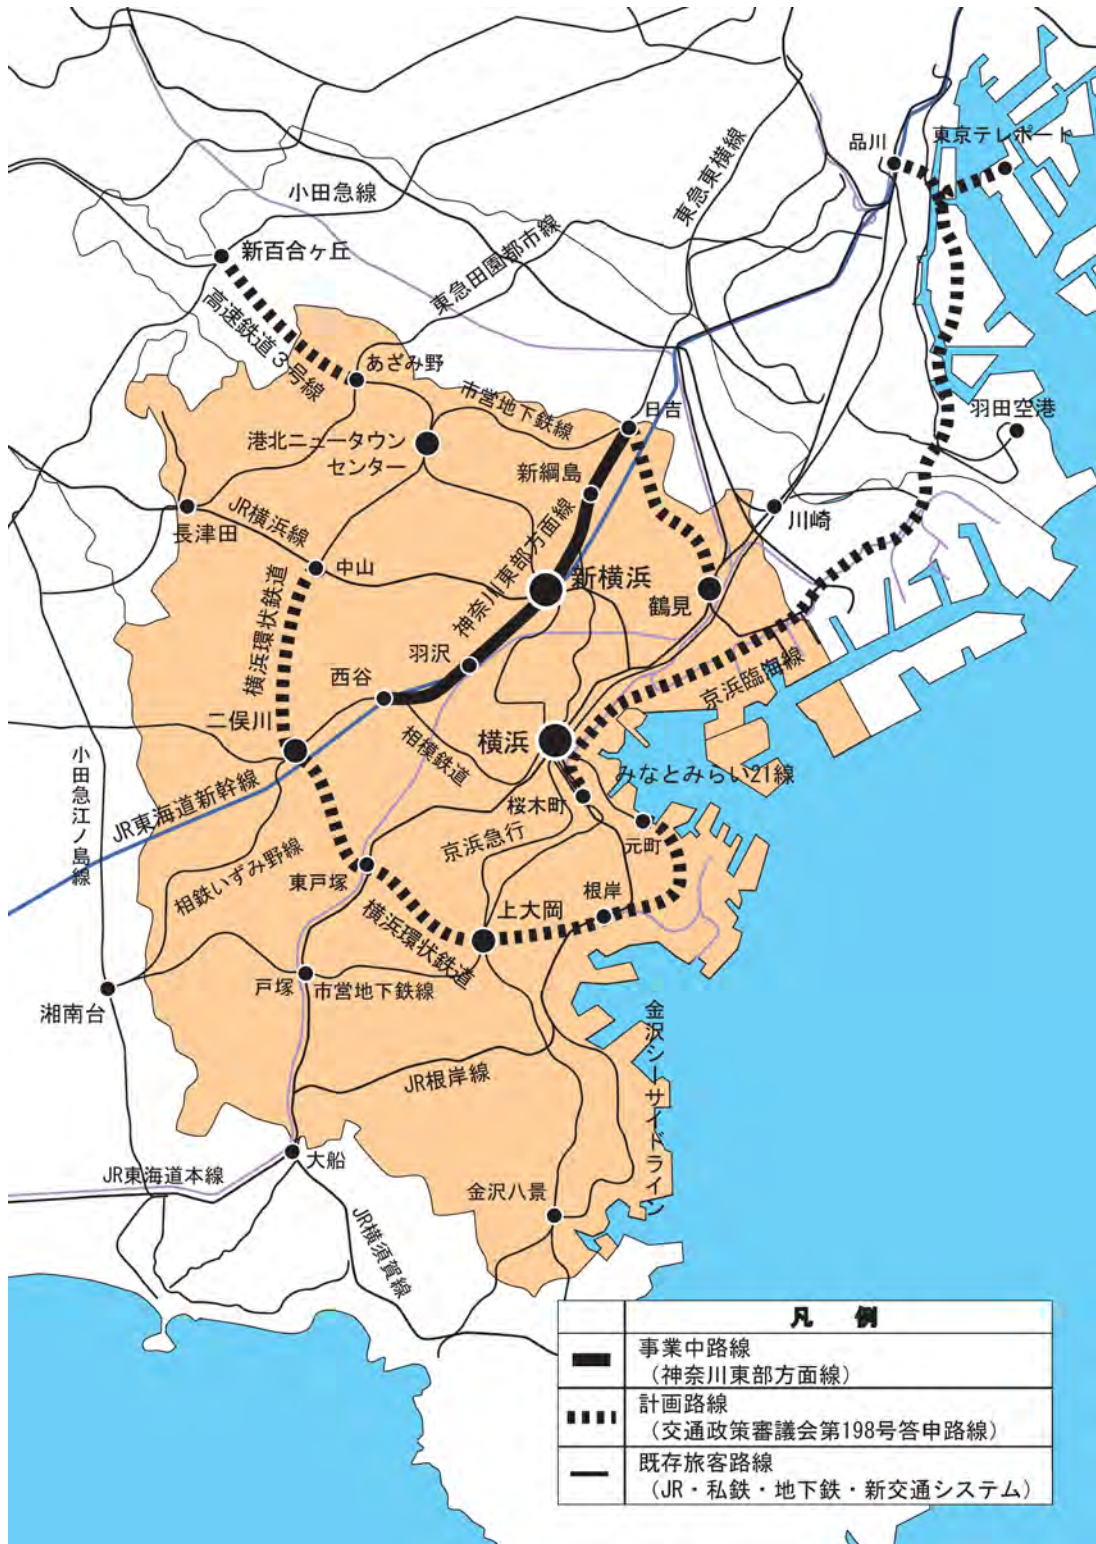 品川
東京テレポート
小田急線
東急東横線
新百合ヶ丘
東急田園都市線
高速鉄道3号線
あざみ野
市営地下鉄線
日吉
羽田空港
港北ニュータウン
センター
新綱島
長津田
JR横浜線
川崎
中山
神奈川東部方面線
新横浜
鶴見
横浜環状鉄道
羽沢
西谷
京浜臨海線
二俣川
相模鉄道
横浜
小田急江ノ島線
JR東海道新幹線
みなとみらい21線
桜木町
元町
京浜急行
東戸塚
相鉄いずみ野線
根岸
上大岡
横浜環状鉄道
戸塚
市営地下鉄線
湘南台
金沢シーサイドライン
JR根岸線
大船
JR東海道本線
金沢八景
JR横須賀線
凡 例
事業中路線
(神奈川東部方面線)
計画路線
(交通政策審議会第198号答申路線)
既存旅客路線
(JR・私鉄・地下鉄・新交通システム)